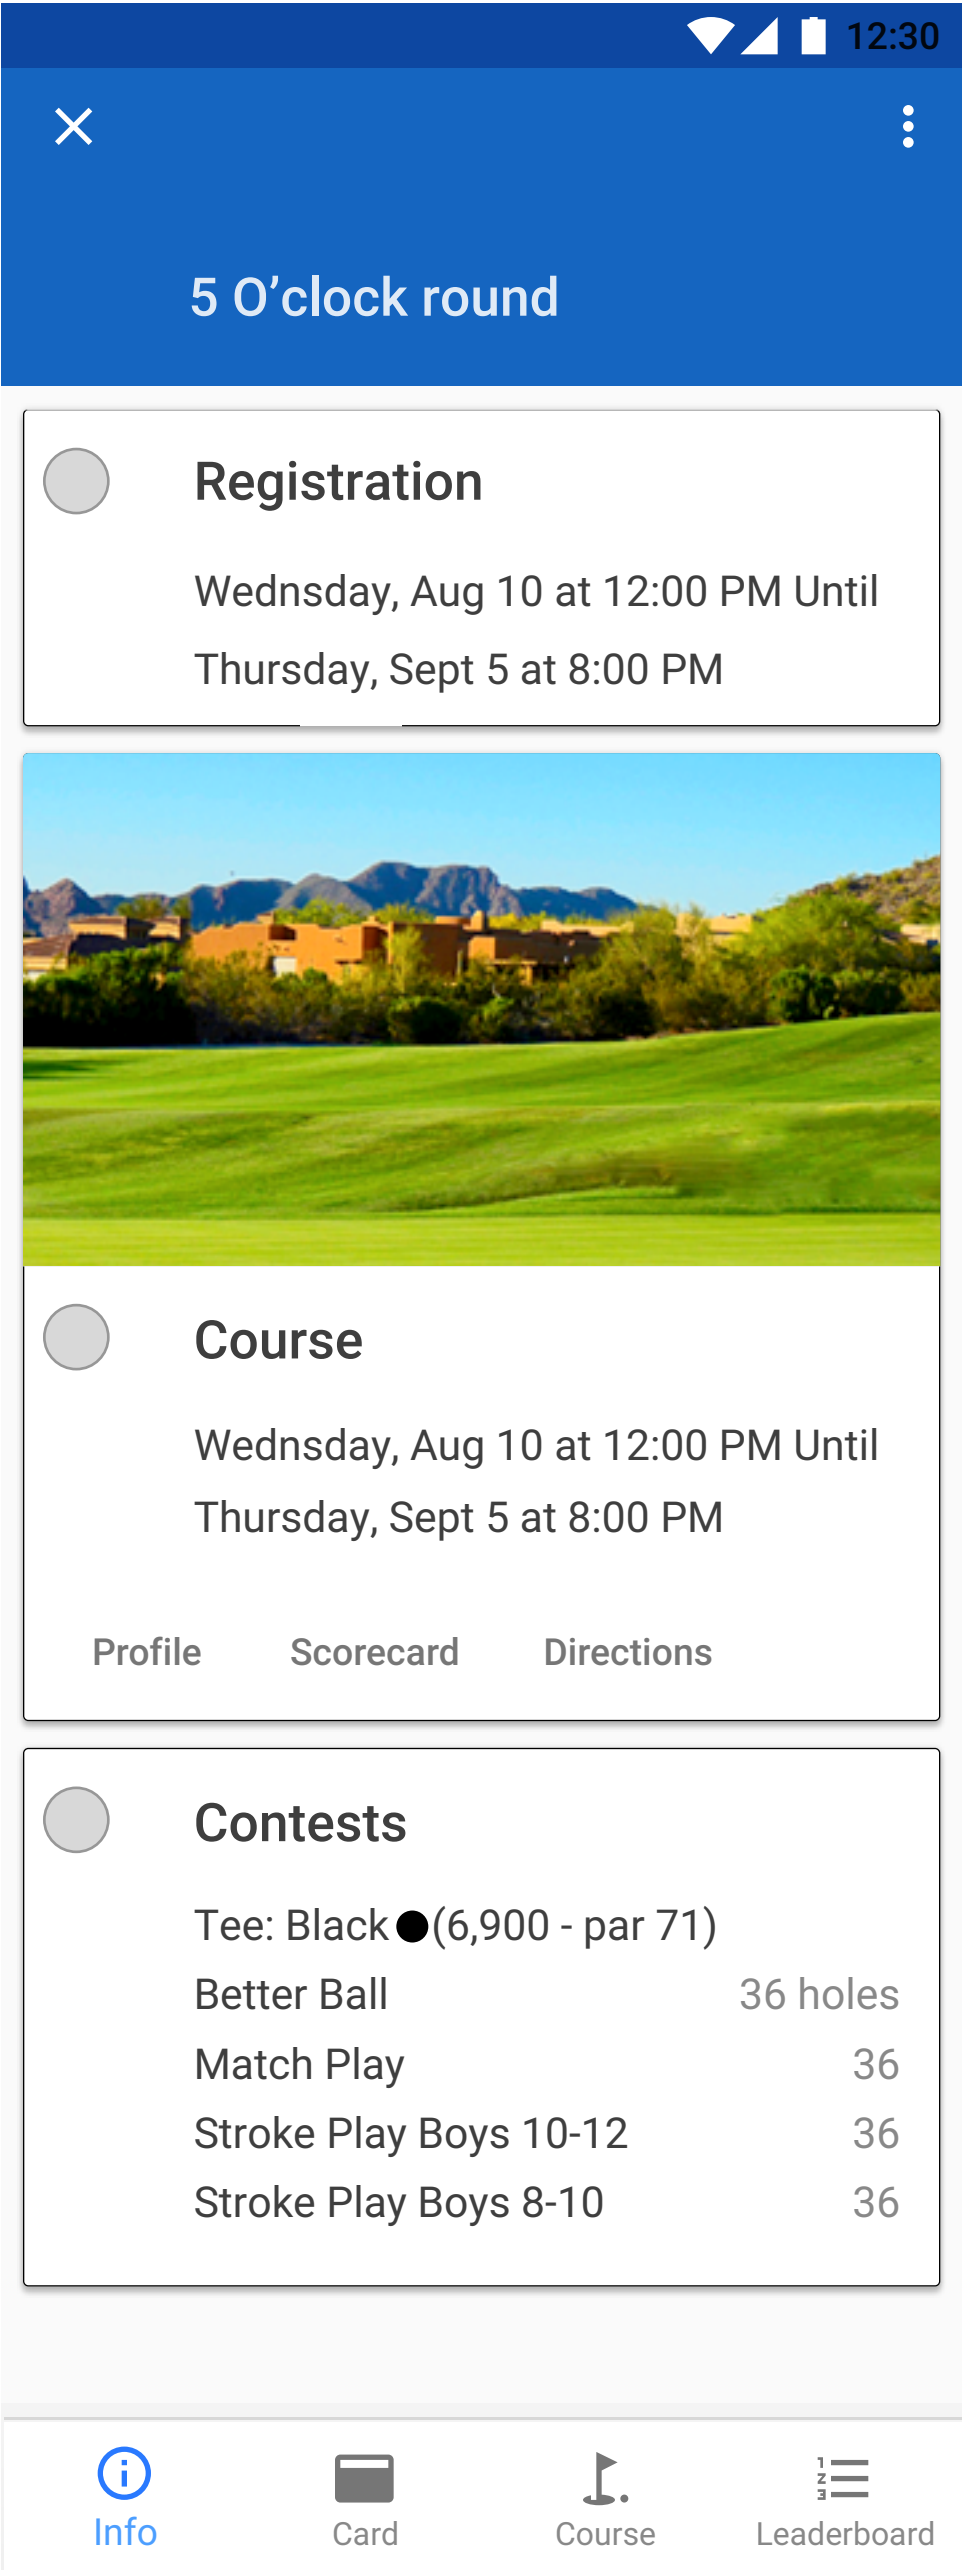 12:30
5 O’clock round
Registration
Wednsday, Aug 10 at 12:00 PM Until
Thursday, Sept 5 at 8:00 PM
Course
Wednsday, Aug 10 at 12:00 PM Until
Thursday, Sept 5 at 8:00 PM
Profile Scorecard Directions
Contests
Tee: Black (6,900 - par 71)
Better Ball 36 holes
Match Play 36
Stroke Play Boys 10-12 36
Stroke Play Boys 8-10 36
Info Card Course Leaderboard